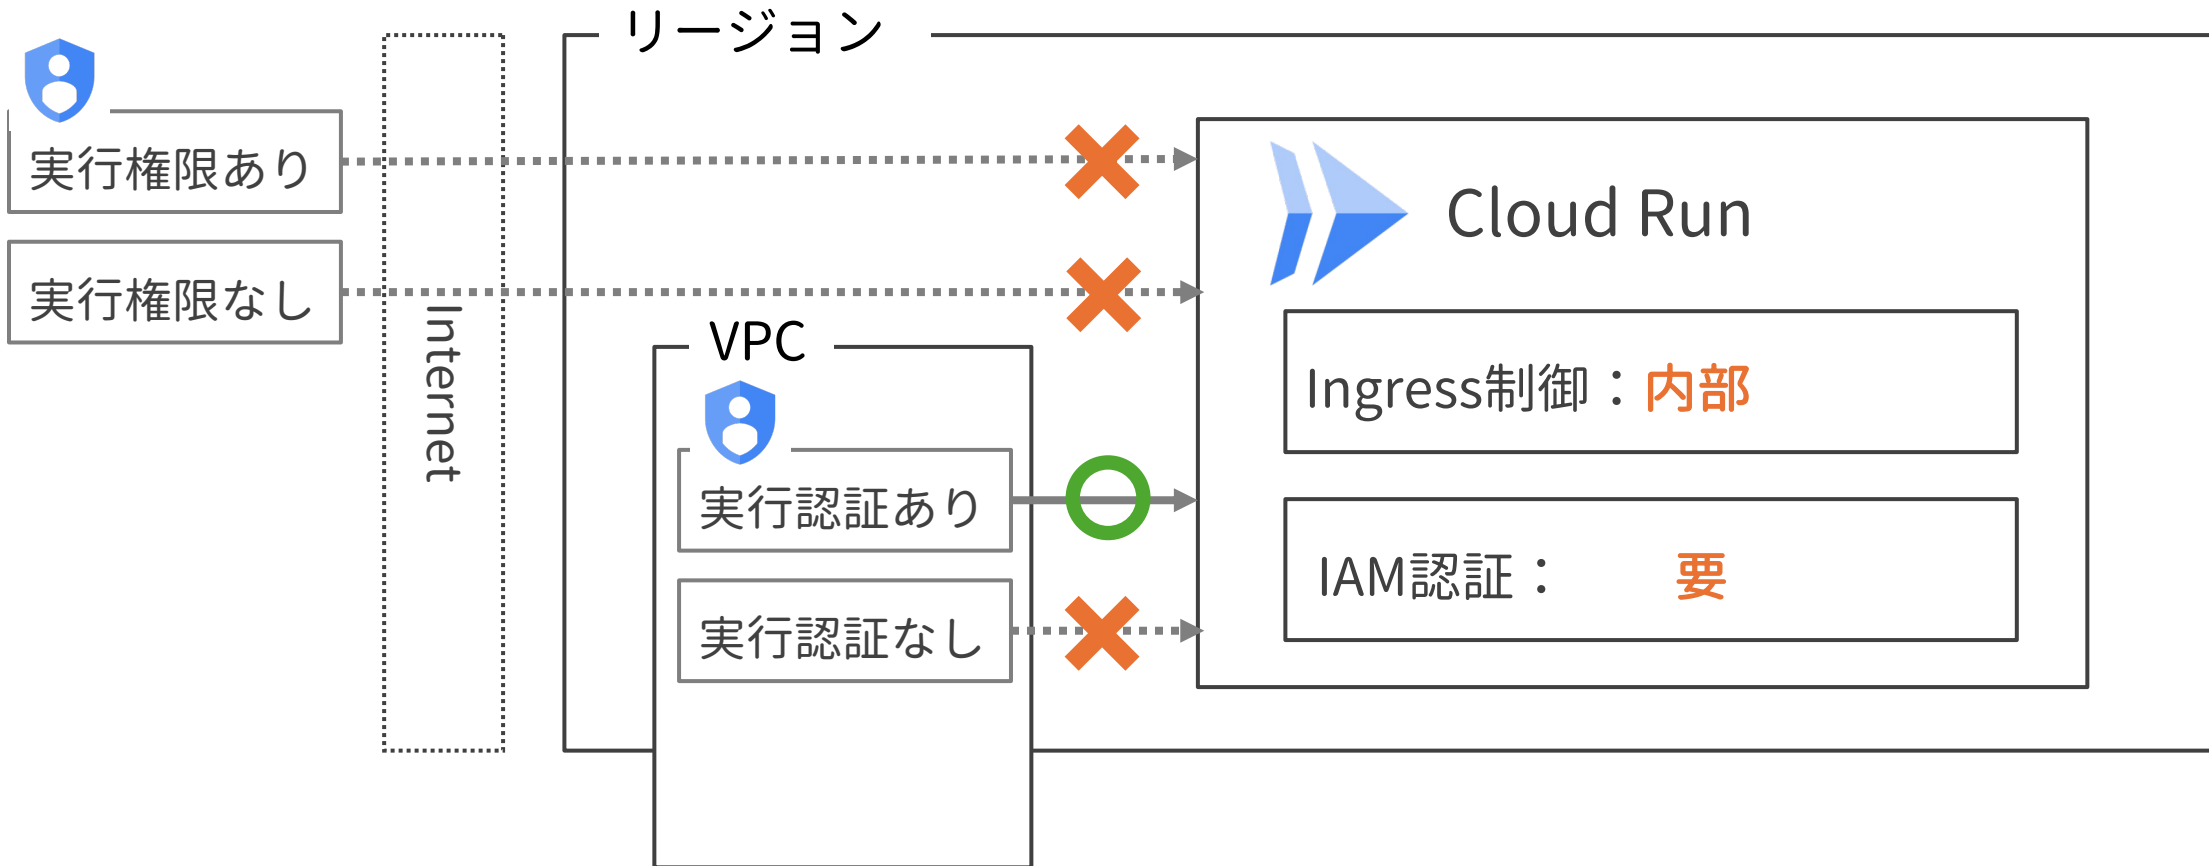 リージョン
実行権限あり
実行権限なし
Internet
VPC
実行認証あり
実行認証なし
Cloud Run
Ingress制御：内部
IAM認証：　　要